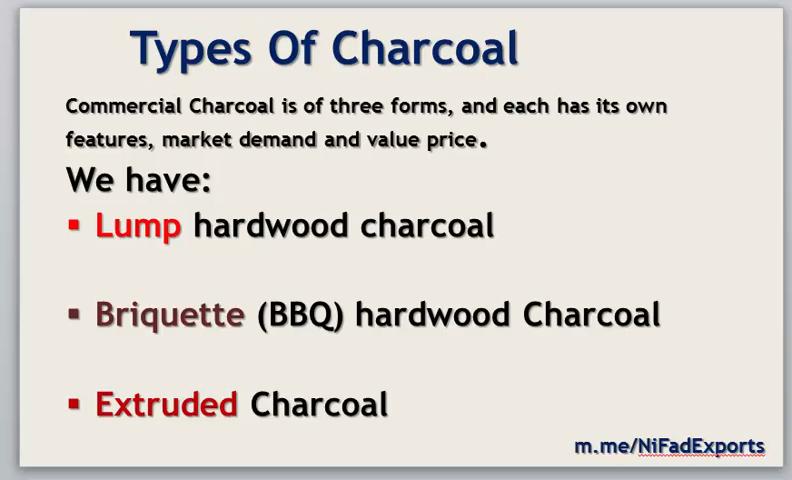 Types Of Charcoal
Commercial Charcoal is of three forms, and each has its own
features, market demand and value price.
We have:
▪ Lump hardwood charcoal
▪ Briquette (BBQ) hardwood Charcoal
▪ Extruded Charcoal
m.me/NiFadExports